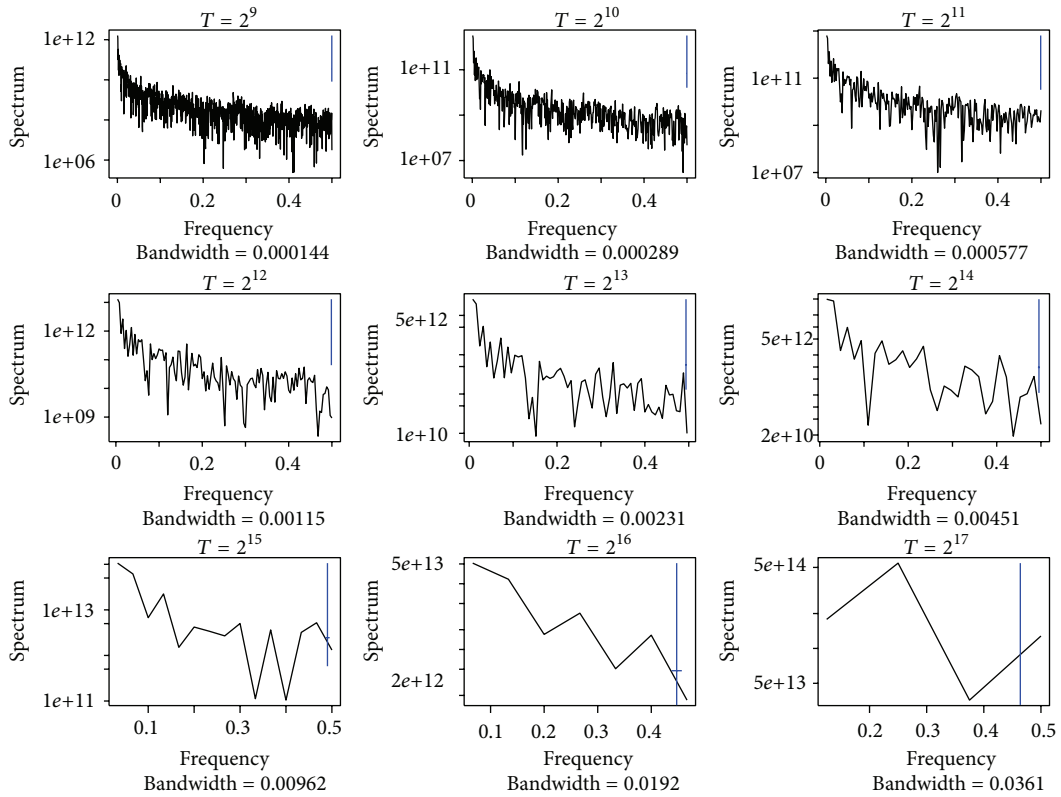 T = 2^9
1e+12
1e+06
Spectrum
0 0.2 0.4
Frequency
Bandwidth = 0.000144
T = 2^10
1e+11
1e+07
Spectrum
0 0.2 0.4
Frequency
Bandwidth = 0.000289
T = 2^11
1e+11
1e+07
Spectrum
0 0.2 0.4
Frequency
Bandwidth = 0.000577
T = 2^12
1e+12
1e+09
Spectrum
0 0.2 0.4
Frequency
Bandwidth = 0.00115
T = 2^13
5e+12
1e+10
Spectrum
0 0.2 0.4
Frequency
Bandwidth = 0.00231
T = 2^14
5e+12
2e+10
Spectrum
0 0.2 0.4
Frequency
Bandwidth = 0.00451
T = 2^15
1e+13
1e+11
Spectrum
0.1 0.3 0.5
Frequency
Bandwidth = 0.00962
T = 2^16
5e+13
2e+12
Spectrum
0.1 0.2 0.3 0.4
Frequency
Bandwidth = 0.0192
T = 2^17
5e+14
5e+13
Spectrum
0.2 0.3 0.4 0.5
Frequency
Bandwidth = 0.0361